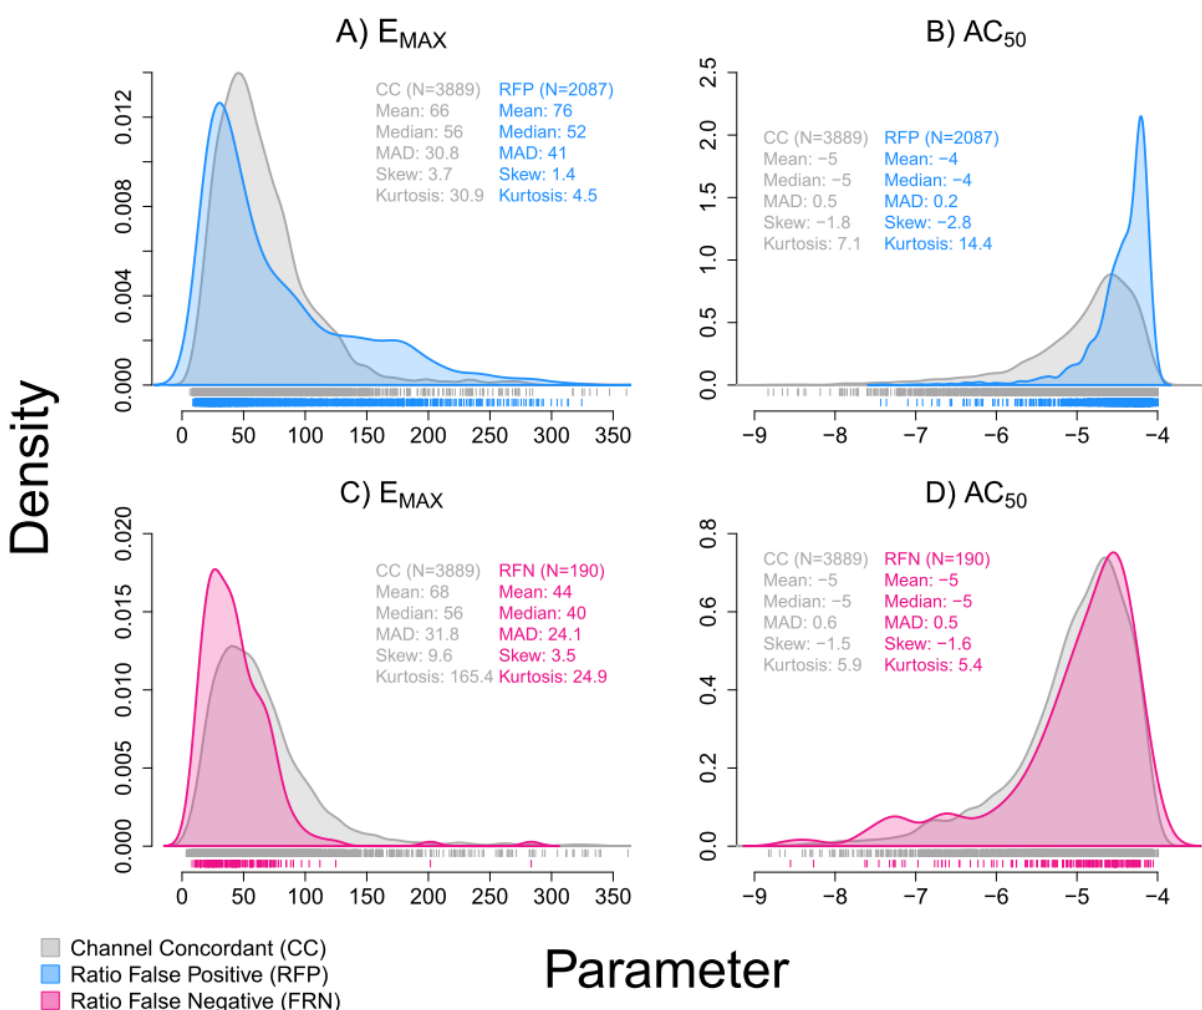 A) EMAX
B) AC50
CC (N=3889) RFP (N=2087)
Mean: 66 Mean: 76
Median: 56 Median: 52
MAD: 30.8 MAD: 41
Skew: 3.7 Skew: 1.4
Kurtosis: 30.9 Kurtosis: 4.5
0.000 0.004 0.008 0.012
0 50 100 150 200 250 300 350
CC (N=3889) RFP (N=2087)
Mean: −5 Mean: −4
Median: −5 Median: −4
MAD: 0.5 MAD: 0.2
Skew: −1.8 Skew: −2.8
Kurtosis: 7.1 Kurtosis: 14.4
0.0 0.5 1.0 1.5 2.0 2.5
−9 −8 −7 −6 −5 −4
Density
C) EMAX
D) AC50
CC (N=3889) RFN (N=190)
Mean: 68 Mean: 44
Median: 56 Median: 40
MAD: 31.8 MAD: 24.1
Skew: 9.6 Skew: 3.5
Kurtosis: 165.4 Kurtosis: 24.9
0.000 0.005 0.010 0.015 0.020
0 50 100 150 200 250 300 350
CC (N=3889) RFN (N=190)
Mean: −5 Mean: −5
Median: −5 Median: −5
MAD: 0.6 MAD: 0.5
Skew: −1.5 Skew: −1.6
Kurtosis: 5.9 Kurtosis: 5.4
0.0 0.2 0.4 0.6 0.8
−9 −8 −7 −6 −5 −4
Channel Concordant (CC)
Ratio False Positive (RFP)
Ratio False Negative (FRN)
Parameter